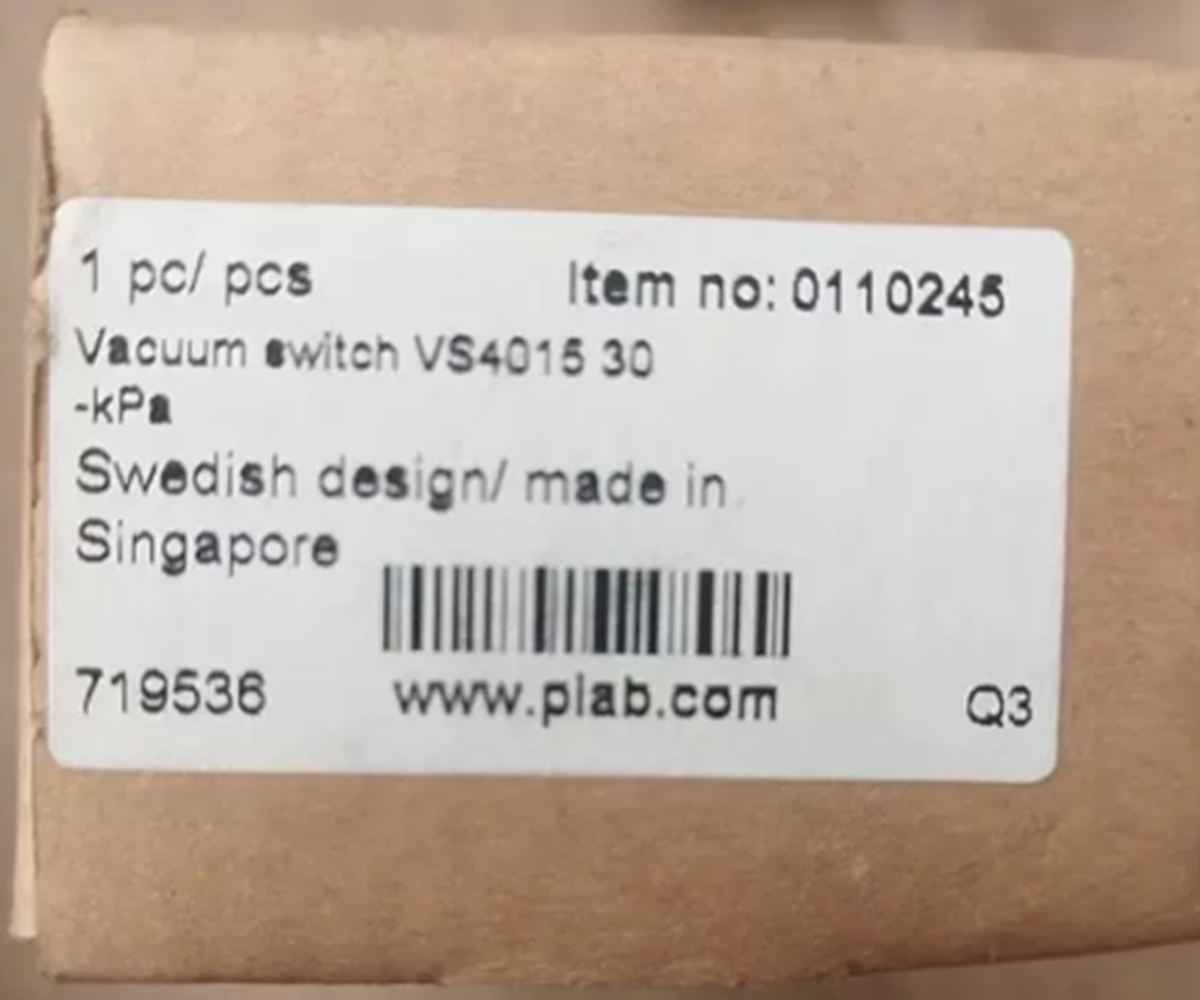 1 pc/ pcs Item no: 0110245
Vacuum switch VS4015 30
-kPa
Swedish design/ made in
Singapore
719536 www.piab.com Q3